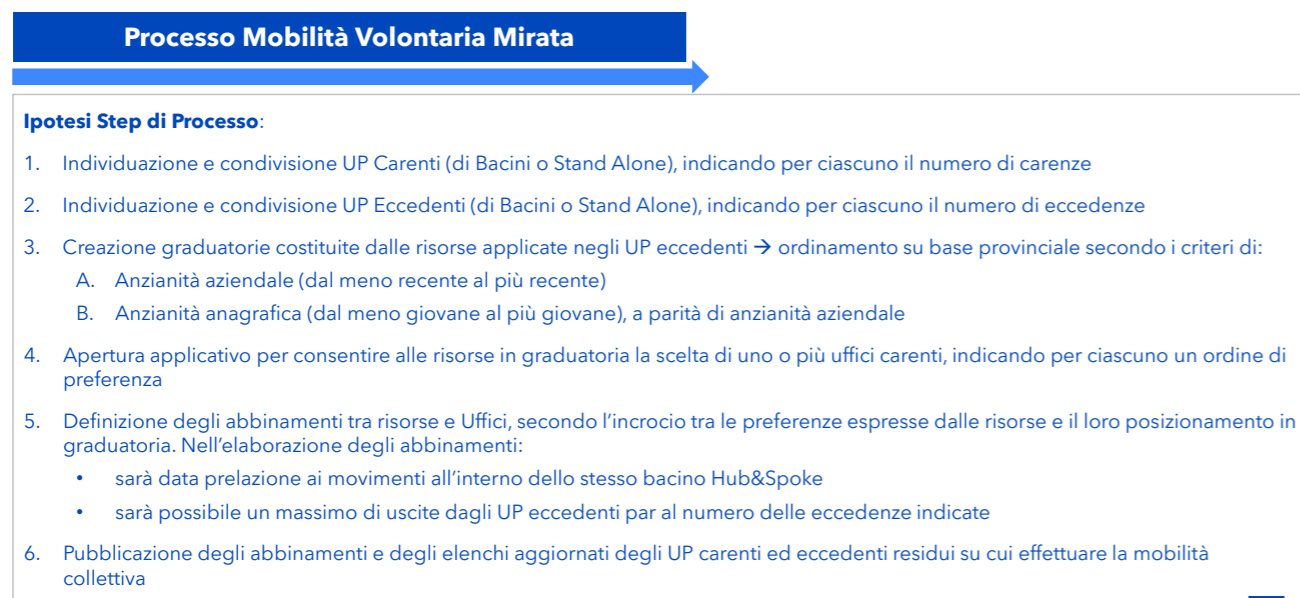 Processo Mobilità Volontaria Mirata
Ipotesi Step di Processo:
1. Individuazione e condivisione UP Carenti (di Bacini o Stand Alone), indicando per ciascuno il numero di carenze
2. Individuazione e condivisione UP Eccedenti (di Bacini o Stand Alone), indicando per ciascuno il numero di eccedenze
3. Creazione graduatorie costituite dalle risorse applicate negli UP eccedenti → ordinamento su base provinciale secondo i criteri di:
A. Anzianità aziendale (dal meno recente al più recente)
B. Anzianità anagrafica (dal meno giovane al più giovane), a parità di anzianità aziendale
4. Apertura applicativo per consentire alle risorse in graduatoria la scelta di uno o più uffici carenti, indicando per ciascuno un ordine di
preferenza
5. Definizione degli abbinamenti tra risorse e Uffici, secondo l'incrocio tra le preferenze espresse dalle risorse e il loro posizionamento in
graduatoria. Nell'elaborazione degli abbinamenti:
• sarà data prelazione ai movimenti all'interno dello stesso bacino Hub&Spoke
• sarà possibile un massimo di uscite dagli UP eccedenti par al numero delle eccedenze indicate
6. Pubblicazione degli abbinamenti e degli elenchi aggiornati degli UP carenti ed eccedenti residui su cui effettuare la mobilità
collettiva